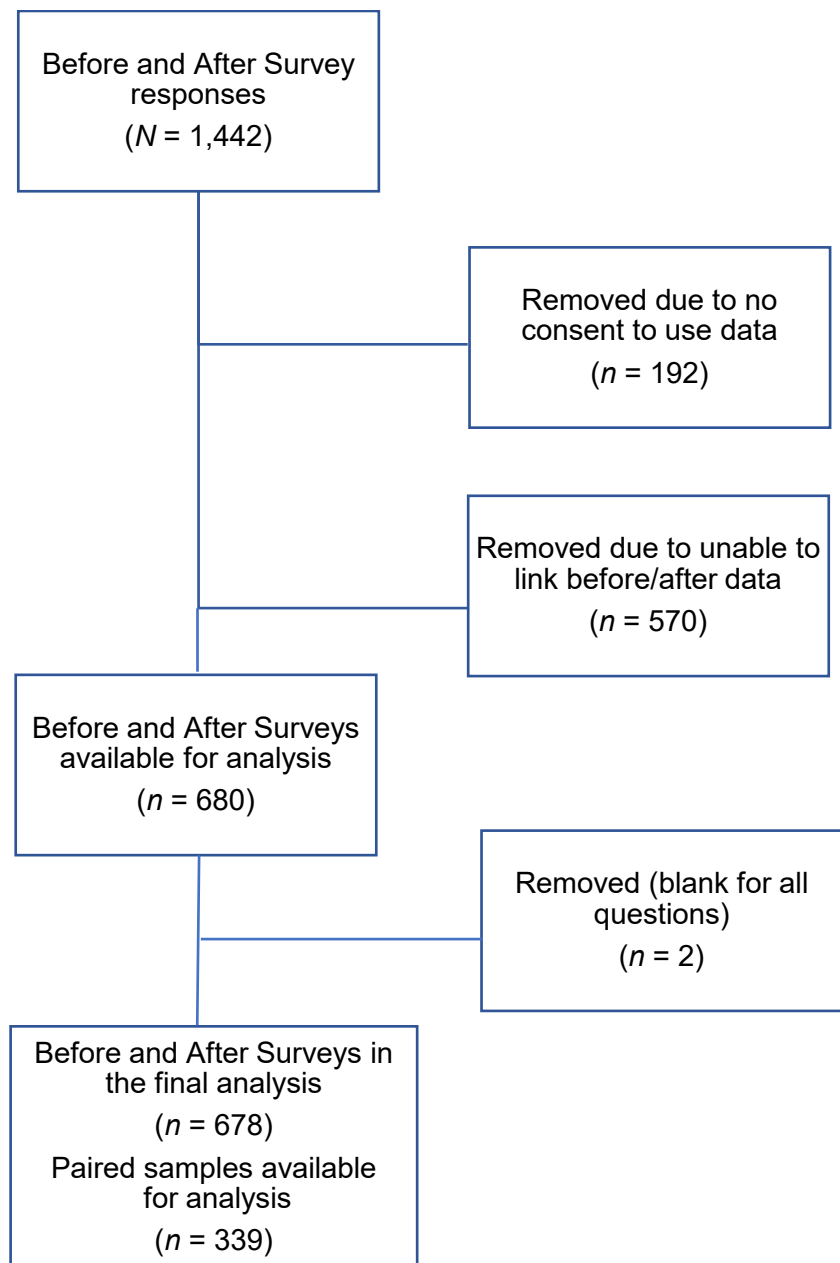 Before and After Survey
responses
(N = 1,442)
Removed due to no
consent to use data
(n = 192)
Removed due to unable to
link before/after data
(n = 570)
Before and After Surveys
available for analysis
(n = 680)
Removed (blank for all
questions)
(n = 2)
Before and After Surveys in
the final analysis
(n = 678)
Paired samples available
for analysis
(n = 339)